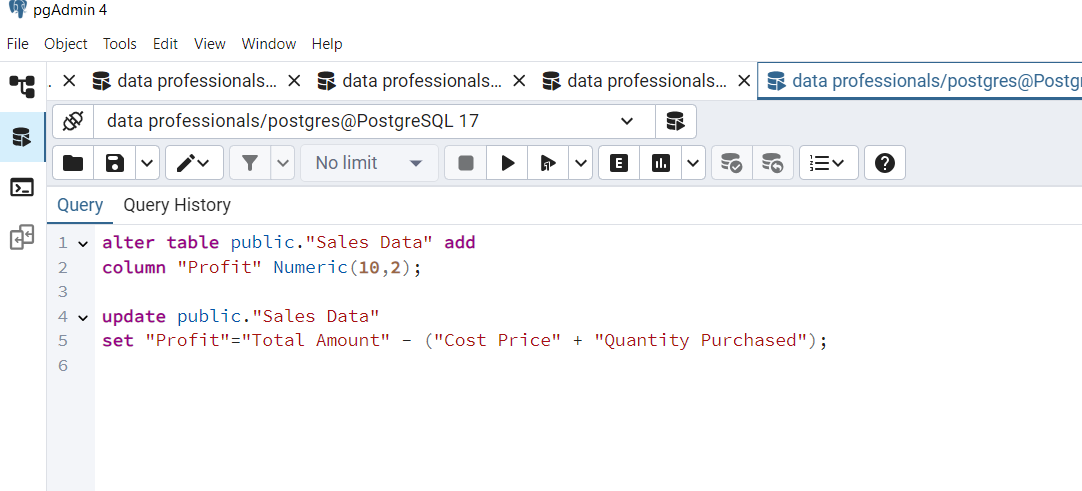 pgAdmin 4
File Object Tools Edit View Window Help
. data professionals... data professionals... data professionals... data professionals/postgres@Postgr
data professionals/postgres@PostgreSQL 17
No limit E
Query Query History
1 alter table public."Sales Data" add
2 column "Profit" Numeric(10,2);
3
4 update public."Sales Data"
5 set "Profit"="Total Amount" - ("Cost Price" + "Quantity Purchased");
6